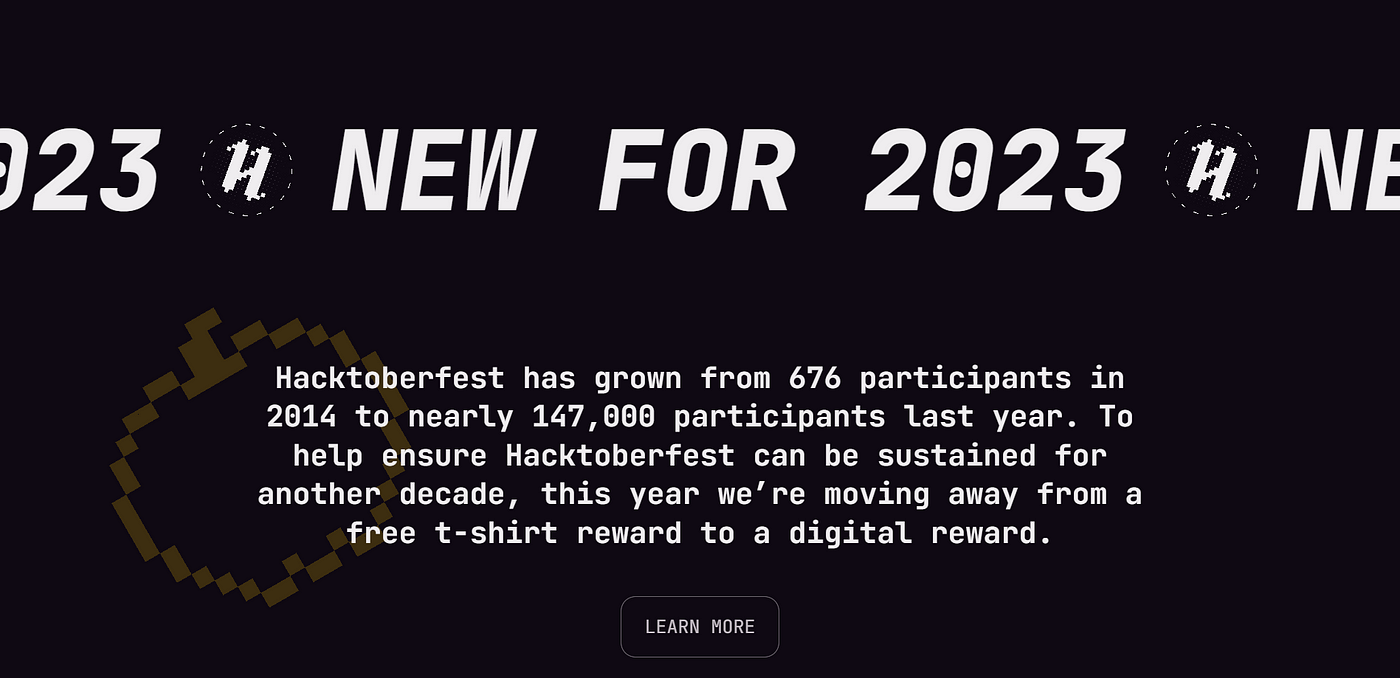 023 H NEW FOR 2023 H NE
Hacktoberfest has grown from 676 participants in
2014 to nearly 147,000 participants last year. To
help ensure Hacktoberfest can be sustained for
another decade, this year we’re moving away from a
free t-shirt reward to a digital reward.
LEARN MORE